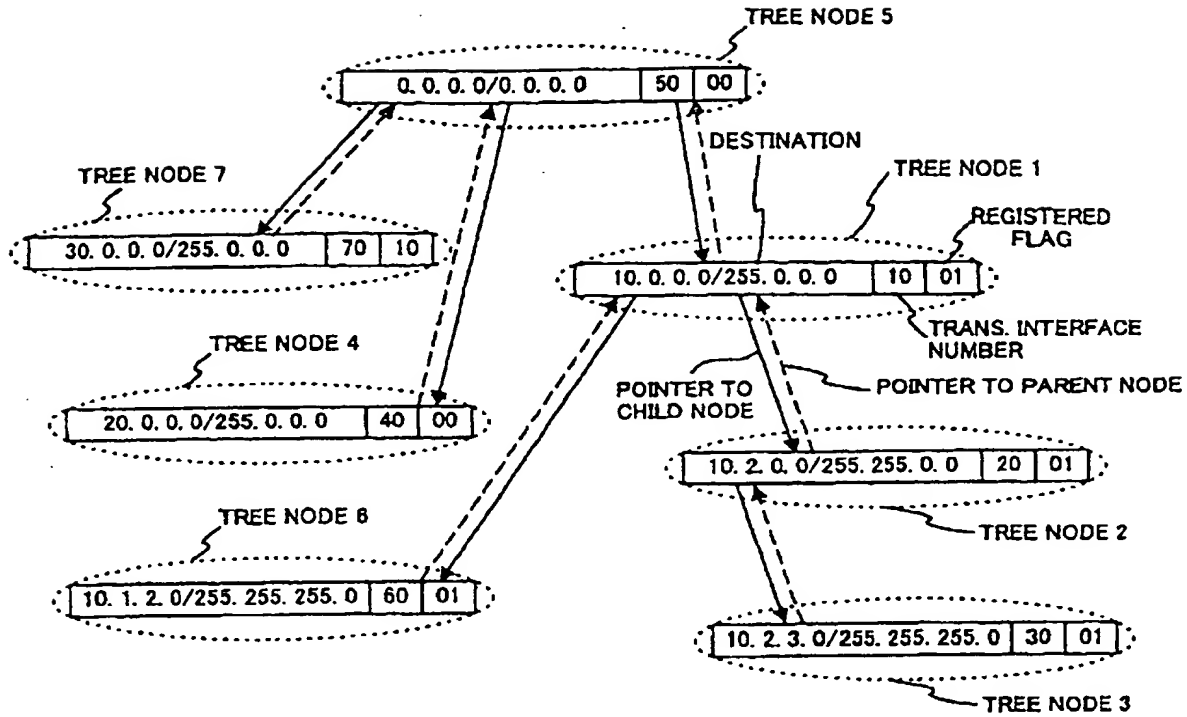 TREE NODE 5
0. 0. 0. 0/0. 0. 0. 0 50 00
DESTINATION
TREE NODE 7
TREE NODE 1
30. 0. 0. 0/255. 0. 0. 0 70 10
REGISTERED
FLAG
10. 0. 0. 0/255. 0. 0. 0 10 01
TREE NODE 4
TRANS. INTERFACE
NUMBER
POINTER TO
CHILD NODE
POINTER TO PARENT NODE
20. 0. 0. 0/255. 0. 0. 0 40 00
10. 2. 0. 0/255. 255. 0. 0 20 01
TREE NODE 6
TREE NODE 2
10. 1. 2. 0/255. 255. 255. 0 60 01
10. 2. 3. 0/255. 255. 255. 0 30 01
TREE NODE 3